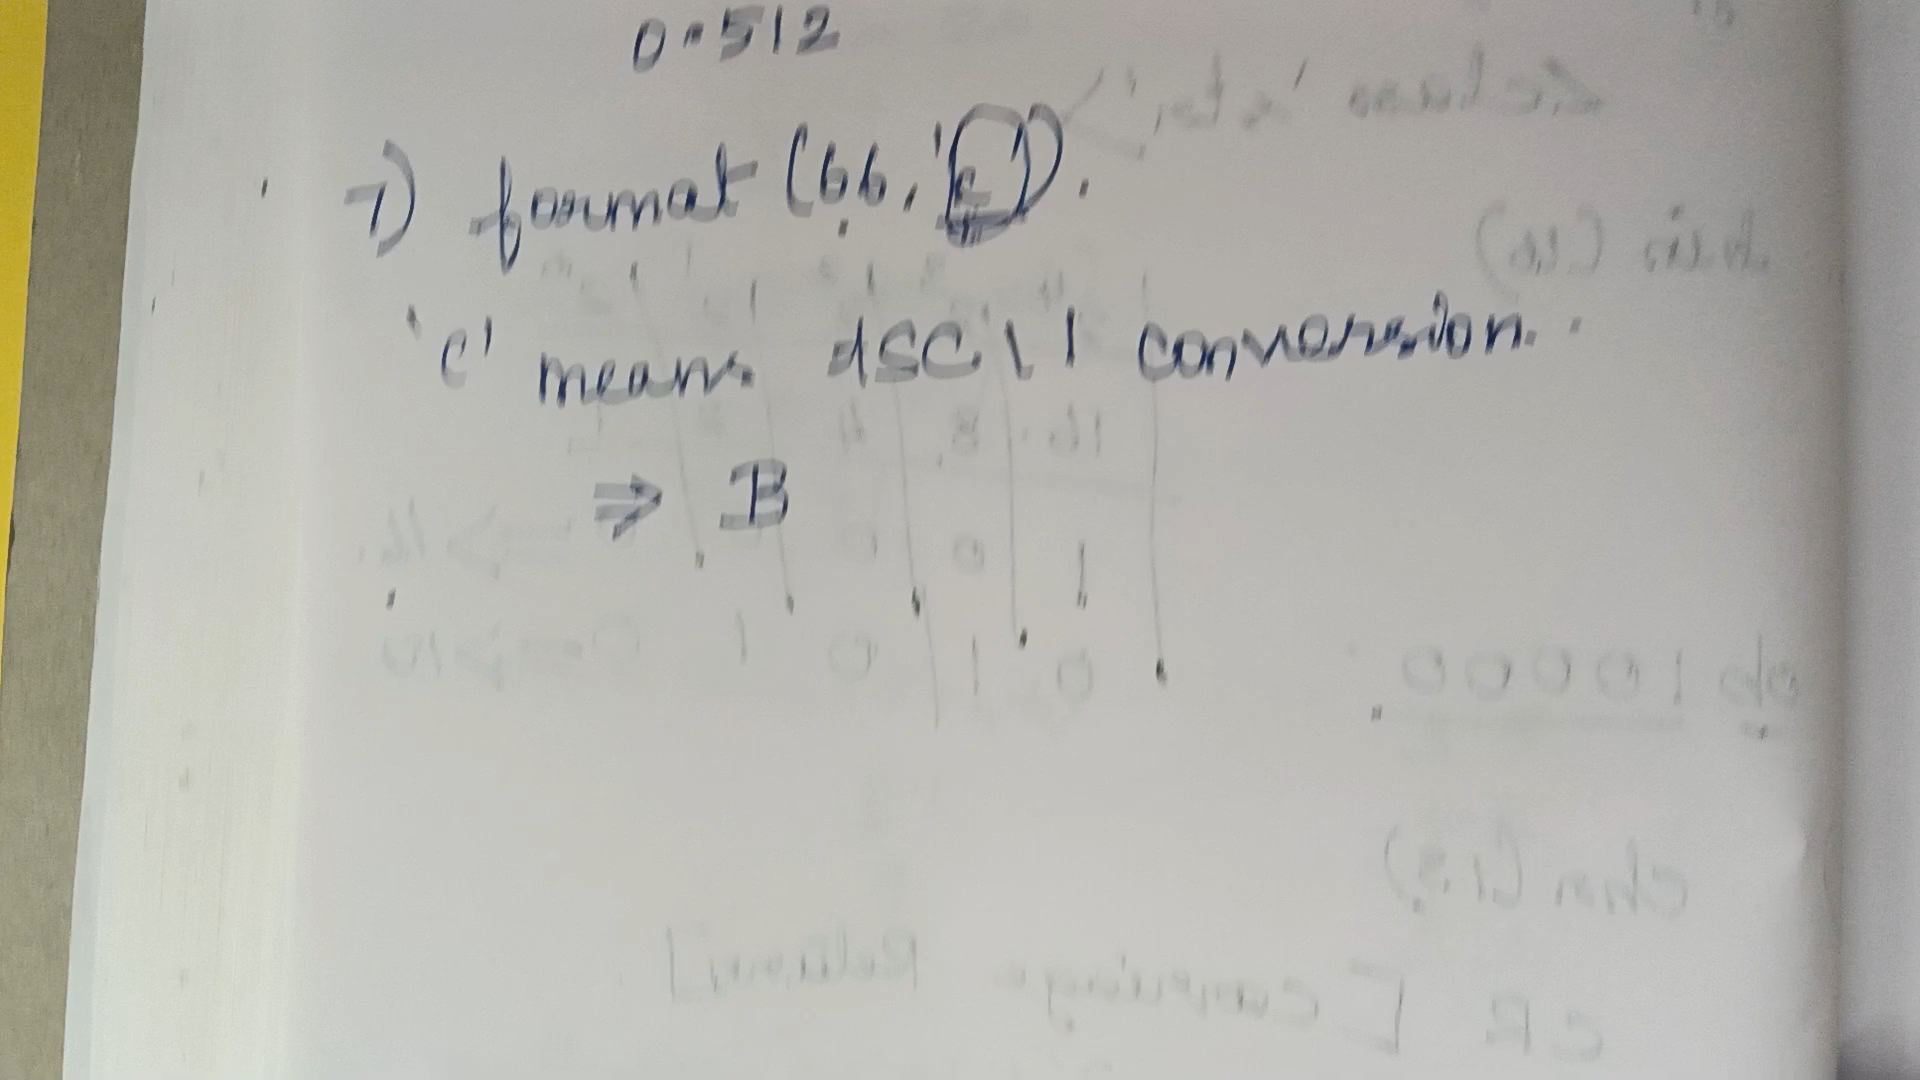 0.512
7) format (66, 'c').
'c' means ASCII conversion.
⇒ B